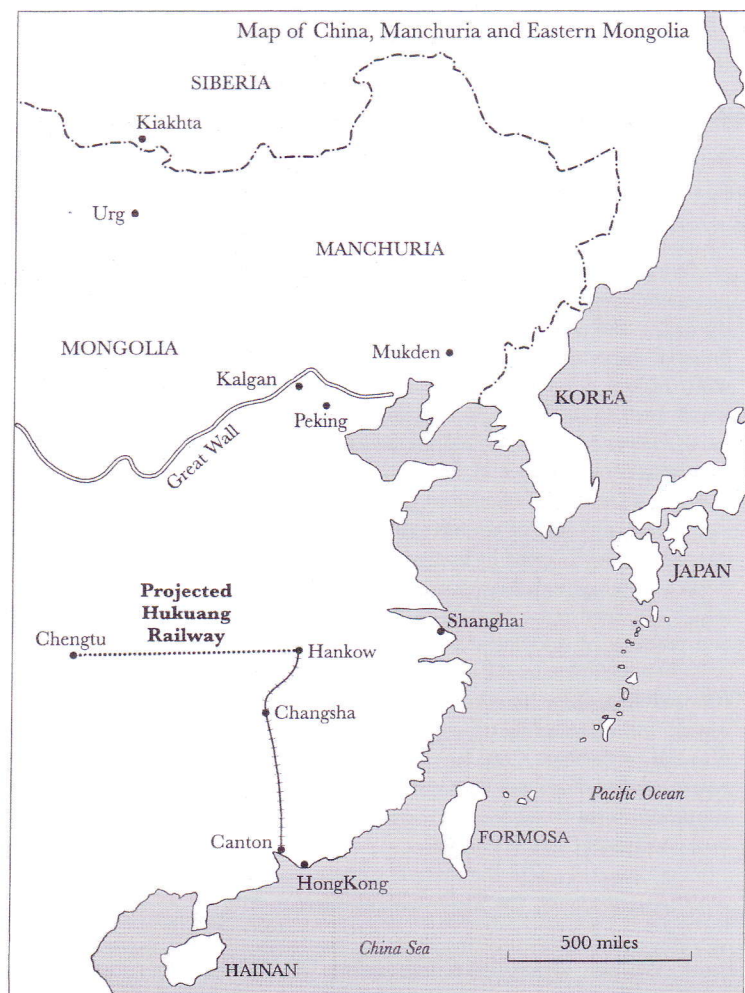 Map of China, Manchuria and Eastern Mongolia
SIBERIA
Kiakhta
Urg
MANCHURIA
MONGOLIA
Mukden
Kalgan
KOREA
Peking
Great Wall
JAPAN
Projected
Hukuang
Railway
Shanghai
Chengtu
Hankow
Changsha
Pacific Ocean
Canton
FORMOSA
HongKong
China Sea
500 miles
HAINAN